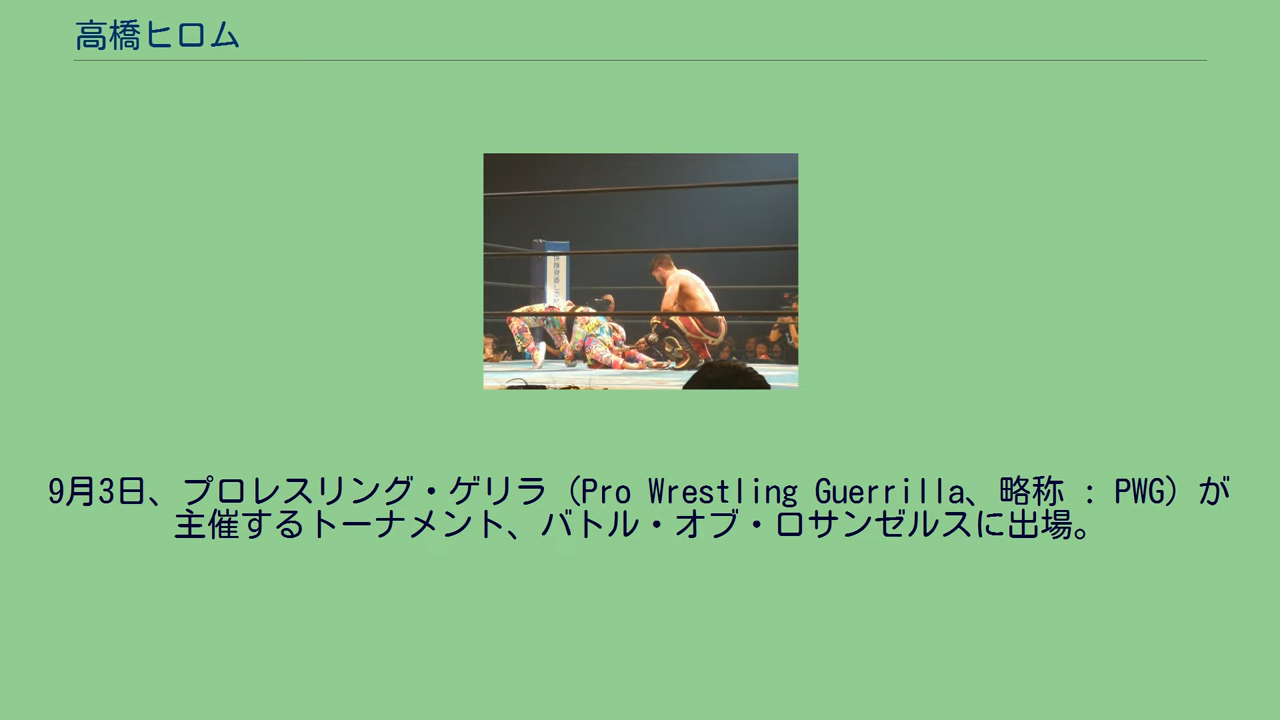 高橋ヒロム
9月3日、プロレスリング・ゲリラ（Pro Wrestling Guerrilla、略称 : PWG）が
主催するトーナメント、バトル・オブ・ロサンゼルスに出場。